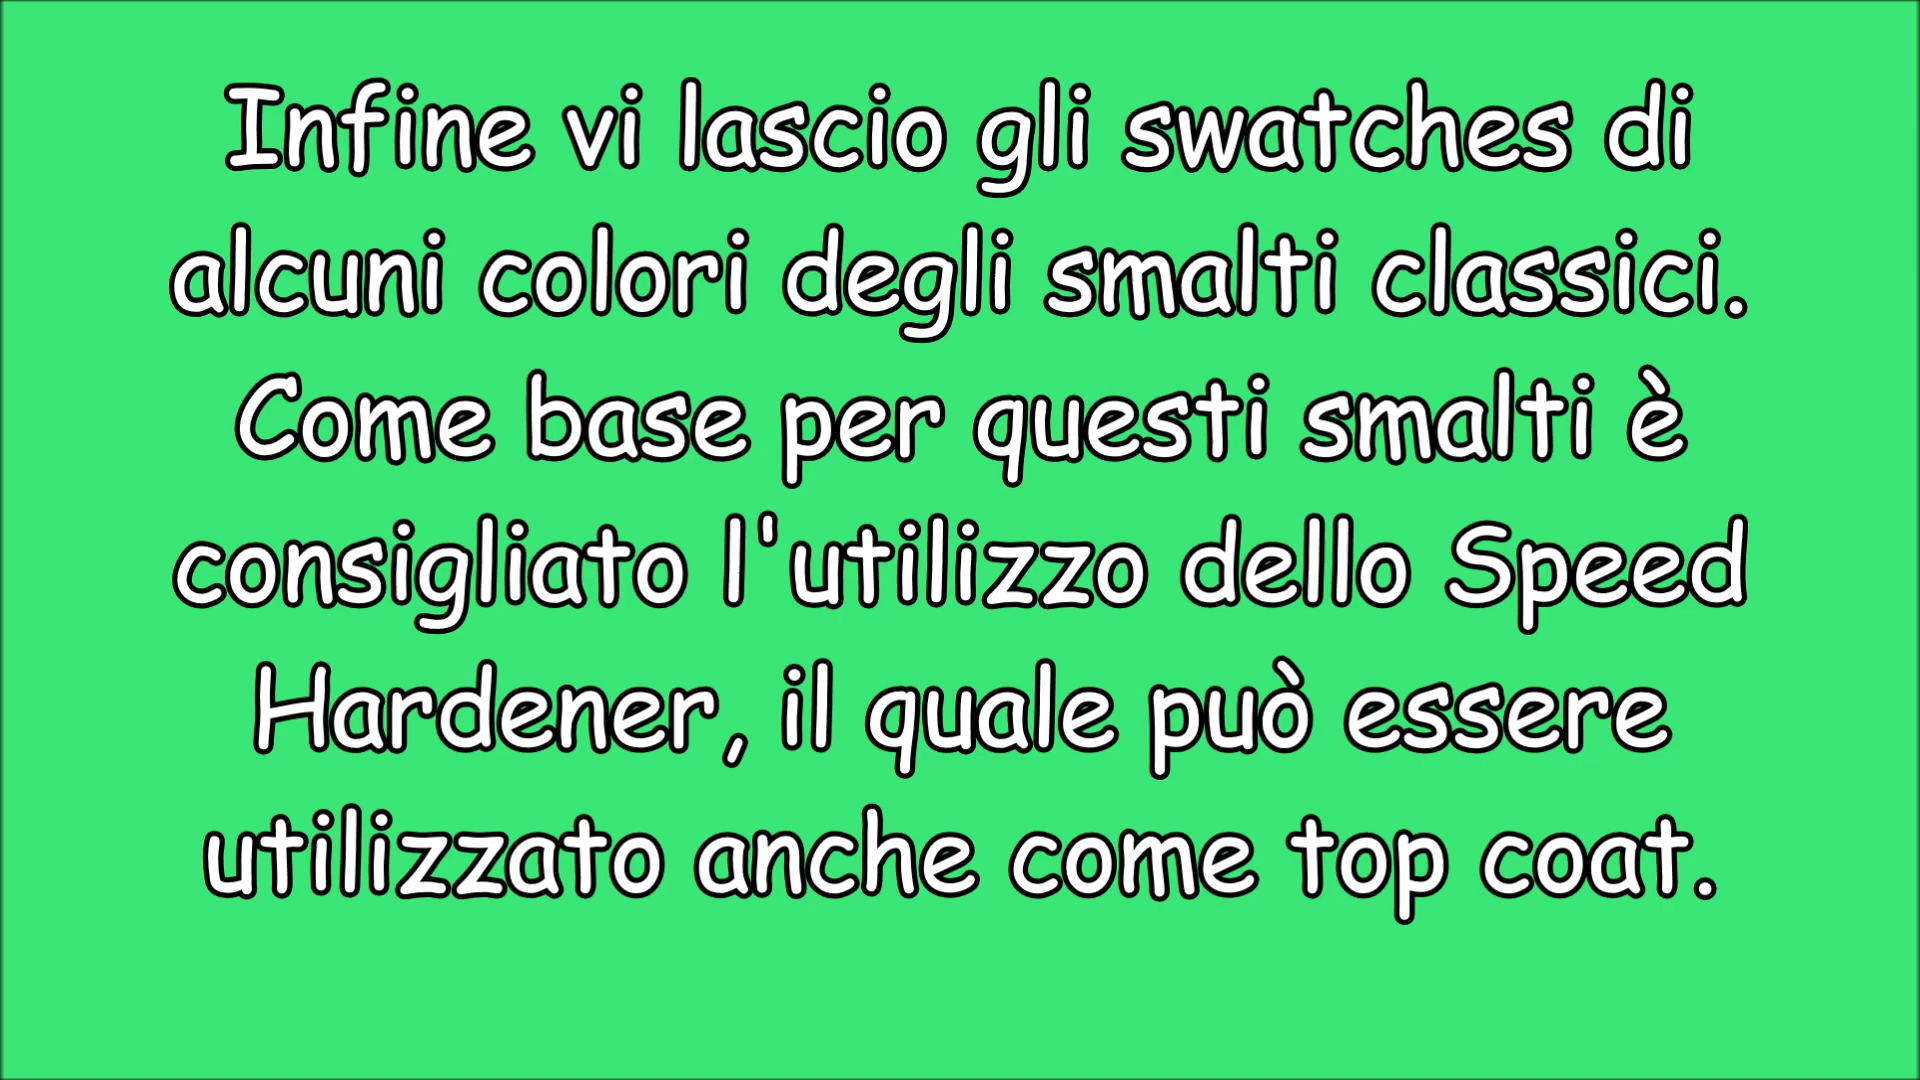 Infine vi lascio gli swatches di
alcuni colori degli smalti classici.
Come base per questi smalti è
consigliato l'utilizzo dello Speed
Hardener, il quale può essere
utilizzato anche come top coat.